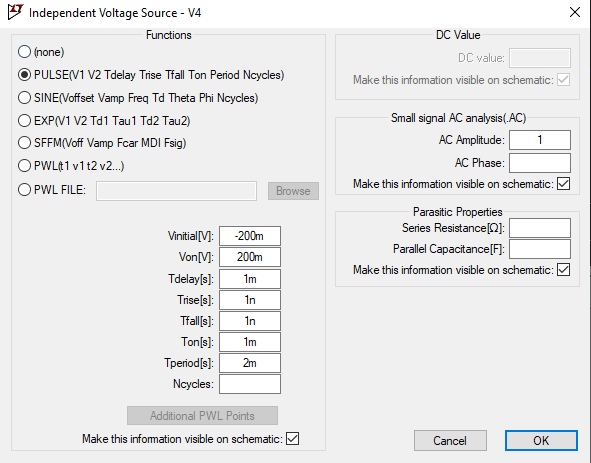 Independent Voltage Source - V4
Functions
(none)
PULSE(V1 V2 Tdelay Trise Tfall Ton Period Ncycles)
SINE(Voffset Vamp Freq Td Theta Phi Ncycles)
EXP(V1 V2 Td1 Tau1 Td2 Tau2)
SFFM(Voff Vamp Fcar MDI Fsig)
PWL(t1 v1 t2 v2...)
PWL FILE:
Browse
Vinitial[V]: -200m
Von[V]: 200m
Tdelay[s]: 1m
Trise[s]: 1n
Tfall[s]: 1n
Ton[s]: 1m
Tperiod[s]: 2m
Ncycles:
Additional PWL Points
Make this information visible on schematic:
DC Value
DC value:
Make this information visible on schematic:
Small signal AC analysis(.AC)
AC Amplitude: 1
AC Phase:
Make this information visible on schematic:
Parasitic Properties
Series Resistance[Ω]:
Parallel Capacitance[F]:
Make this information visible on schematic:
Cancel
OK